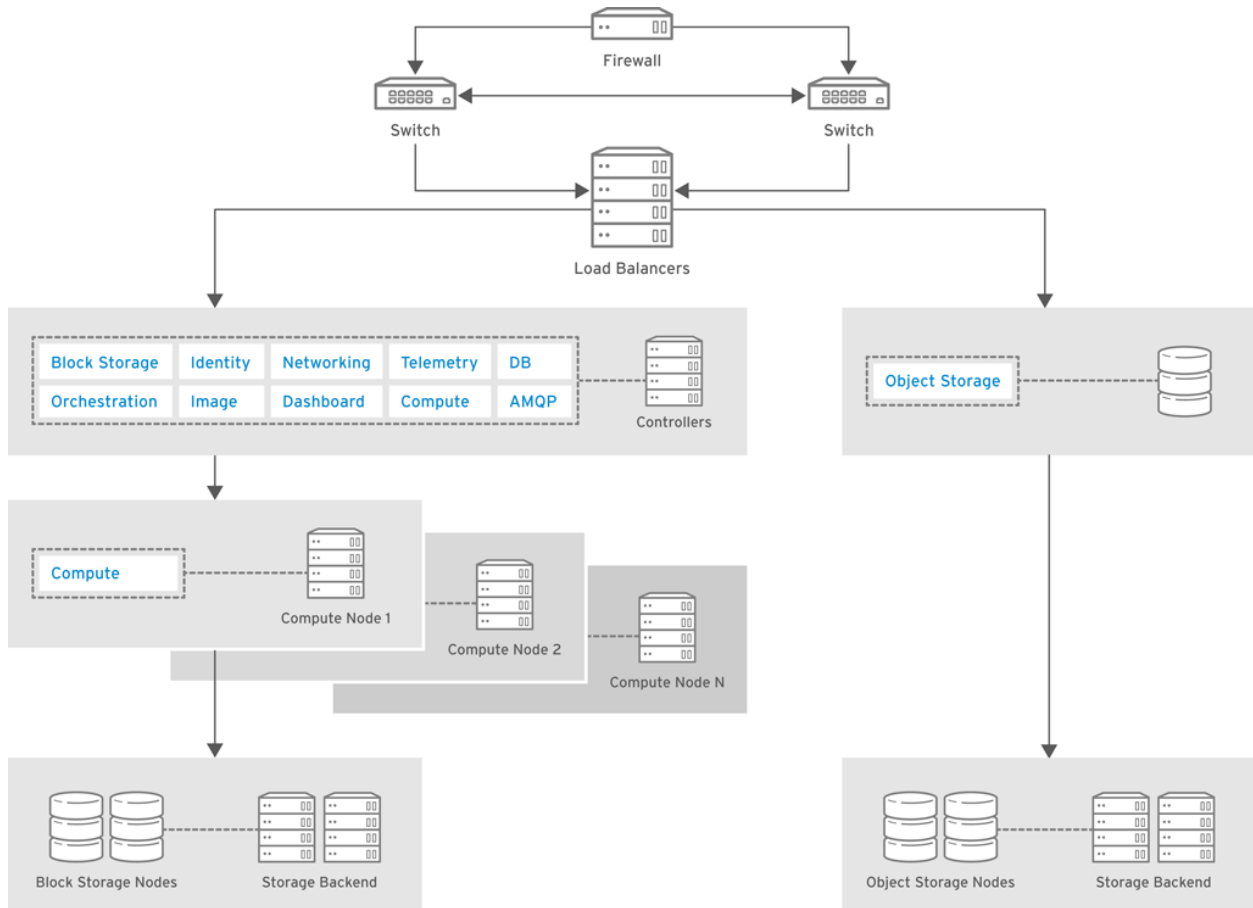 Firewall
Switch
Switch
Load Balancers
Block Storage
Identity
Networking
Telemetry
DB
Orchestration
Image
Dashboard
Compute
AMQP
Controllers
Object Storage
Compute
Compute Node 1
Compute Node 2
Compute Node N
Block Storage Nodes
Storage Backend
Object Storage Nodes
Storage Backend